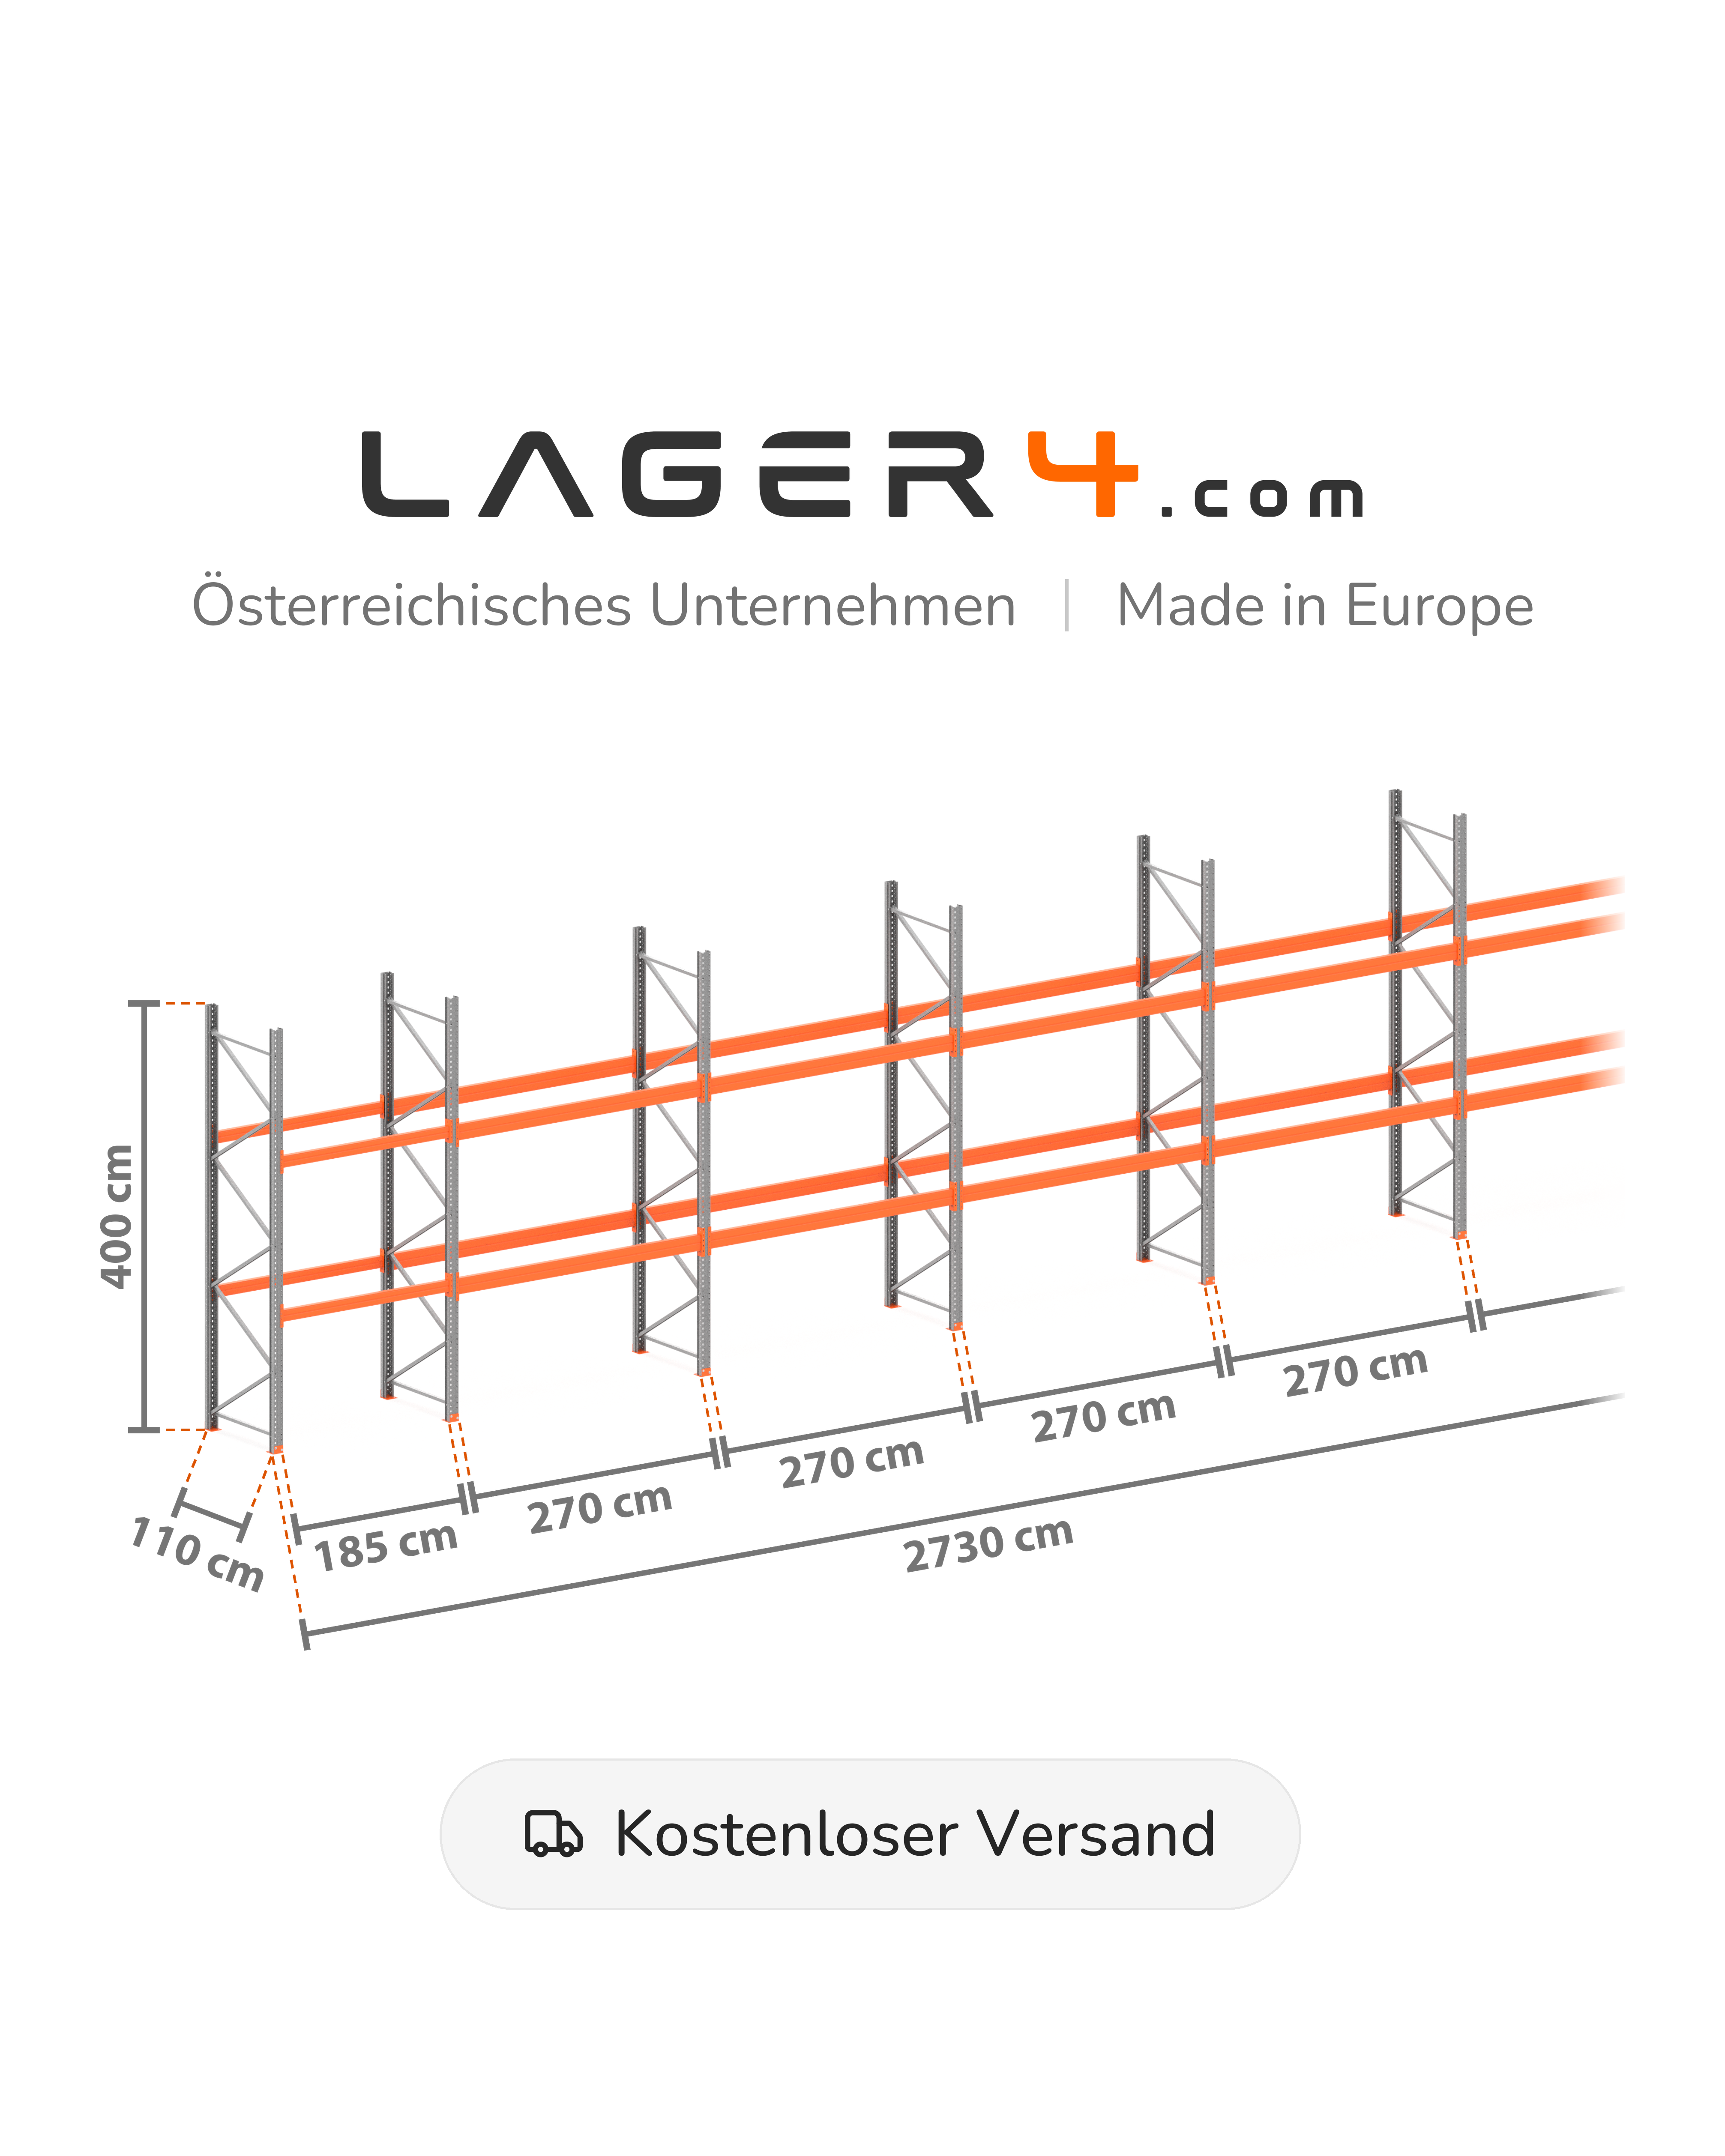 LAGER4.com
Österreichisches Unternehmen | Made in Europe
400 cm
110 cm
185 cm
270 cm
270 cm
270 cm
270 cm
2730 cm
Kostenloser Versand